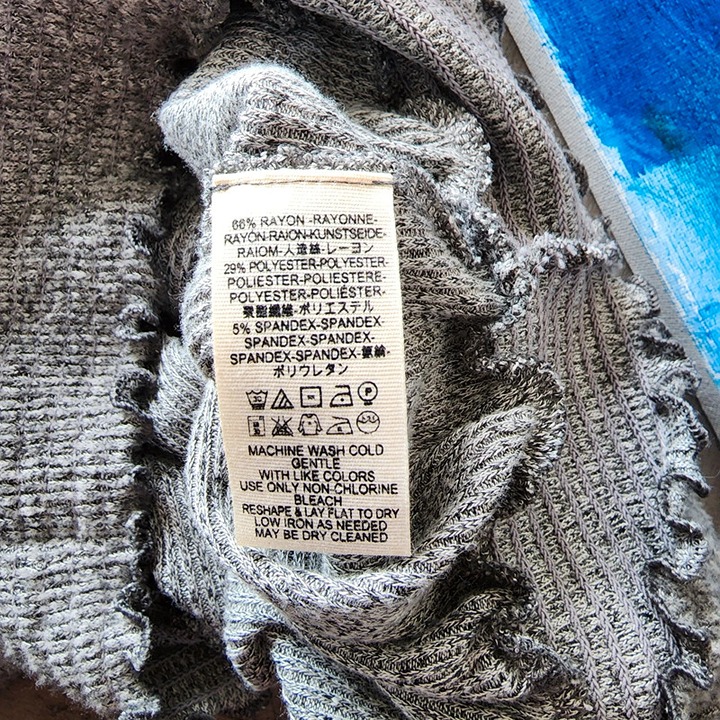 66% RAYON -RAYONNE-
RAYON-RAION-KUNSTSEIDE-
RAIOM-人造絲-レーヨン
29% POLYESTER-POLYESTER-
POLIESTER-POLIESTERE-
POLYESTER-POLIÉSTER-
聚酯纖維-ポリエステル
5% SPANDEX-SPANDEX-
SPANDEX-SPANDEX-
SPANDEX-SPANDEX-氨綸-
ポリウレタン
MACHINE WASH COLD
GENTLE
WITH LIKE COLORS
USE ONLY NON-CHLORINE
BLEACH
RESHAPE & LAY FLAT TO DRY
LOW IRON AS NEEDED
MAY BE DRY CLEANED